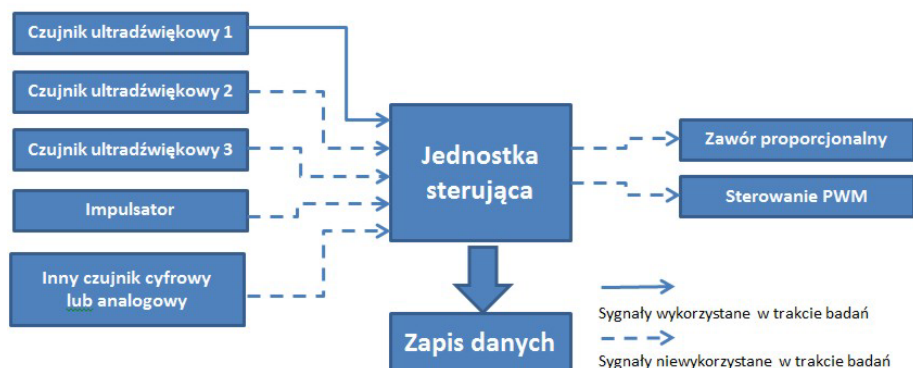 Czujnik ultradźwiękowy 1
Czujnik ultradźwiękowy 2
Czujnik ultradźwiękowy 3
Impulsator
Inny czujnik cyfrowy
lub analogowy
Jednostka
sterująca
Zapis danych
Zawór proporcjonalny
Sterowanie PWM
Sygnały wykorzystane w trakcie badań
Sygnały niewykorzystane w trakcie badań